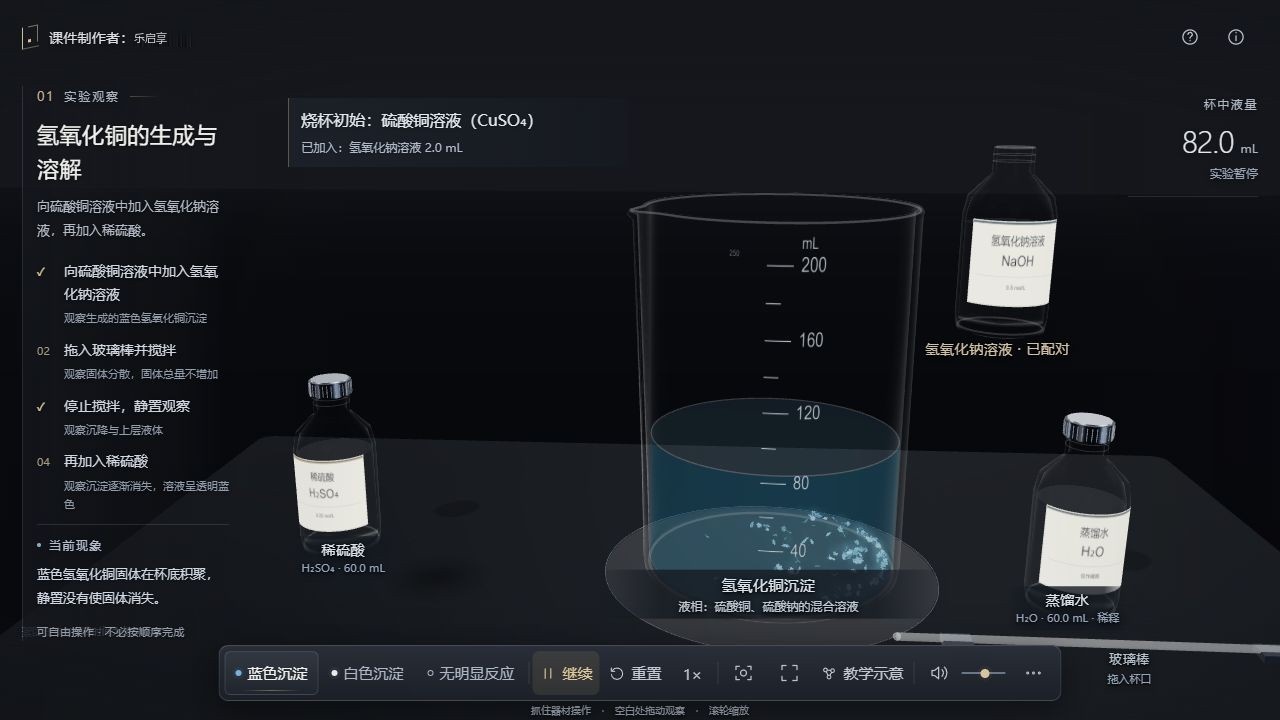 课件制作者：乐启享
01 实验观察
氢氧化铜的生成与
溶解
向硫酸铜溶液中加入氢氧化钠溶
液，再加入稀硫酸。
✓ 向硫酸铜溶液中加入氢氧
化钠溶液
观察生成的蓝色氢氧化铜沉淀
02 拖入玻璃棒并搅拌
观察固体分散，固体总量不增加
✓ 停止搅拌，静置观察
观察沉降与上层液体
04 再加入稀硫酸
观察沉淀逐渐消失，溶液呈透明蓝
色
当前现象
蓝色氢氧化铜固体在杯底积聚，
静置没有使固体消失。
可自由操作 · 不必按顺序完成
烧杯初始：硫酸铜溶液（CuSO₄）
已加入：氢氧化钠溶液 2.0 mL
杯中液量
82.0 mL
实验暂停
250
mL
200
160
120
80
40
氢氧化钠溶液
NaOH
氢氧化钠溶液 · 已配对
稀硫酸
H₂SO₄
稀硫酸
H₂SO₄ · 60.0 mL
蒸馏水
H₂O
蒸馏水
H₂O · 60.0 mL · 稀释
氢氧化铜沉淀
液相：硫酸铜、硫酸钠的混合溶液
玻璃棒
拖入杯口
蓝色沉淀 白色沉淀 无明显反应 继续 重置 1× 教学示意
抓住器材操作 · 空白处拖动观察 · 滚轮缩放